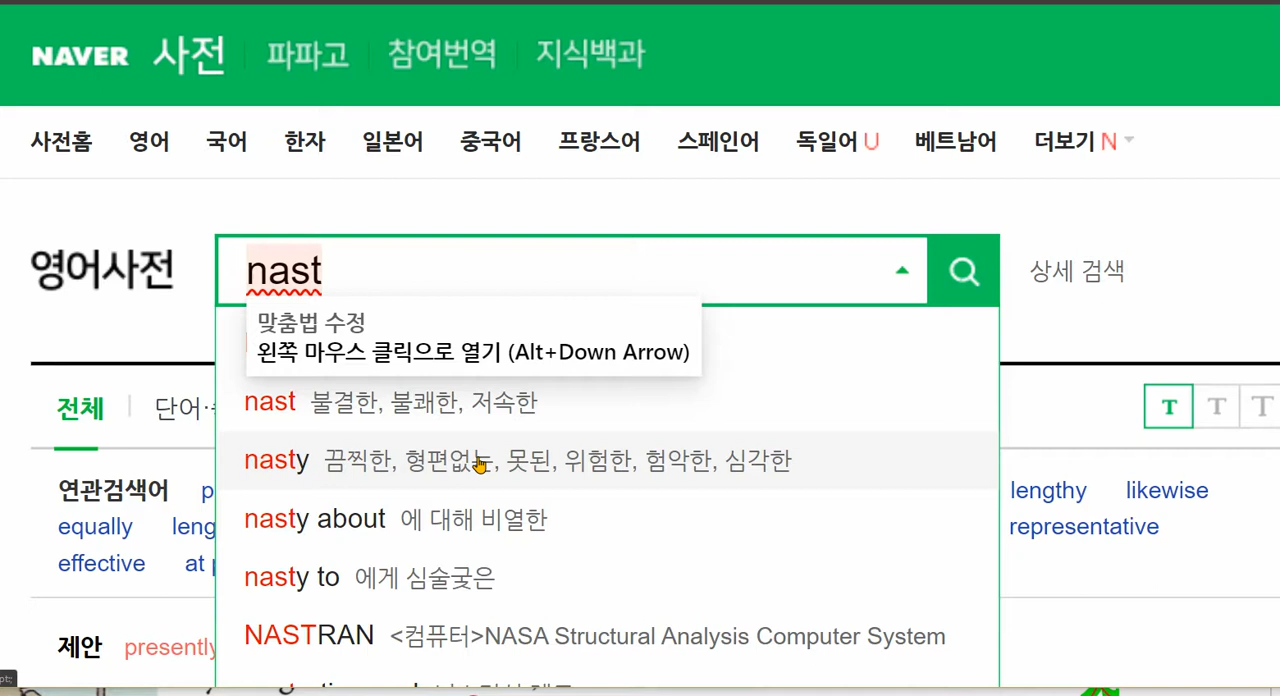 NAVER 사전 파파고 참여번역 지식백과
사전홈 영어 국어 한자 일본어 중국어 프랑스어 스페인어 독일어 U 베트남어 더보기 N
영어사전 nast 상세 검색
맞춤법 수정
왼쪽 마우스 클릭으로 열기 (Alt+Down Arrow)
전체 단어· T T T
nast 불결한, 불쾌한, 저속한
nasty 끔찍한, 형편없는, 못된, 위험한, 험악한, 심각한
연관검색어 lengthy likewise
nasty about 에 대해 비열한
equally representative
effective at
nasty to 에게 심술궂은
NASTRAN <컴퓨터>NASA Structural Analysis Computer System
제안 presently